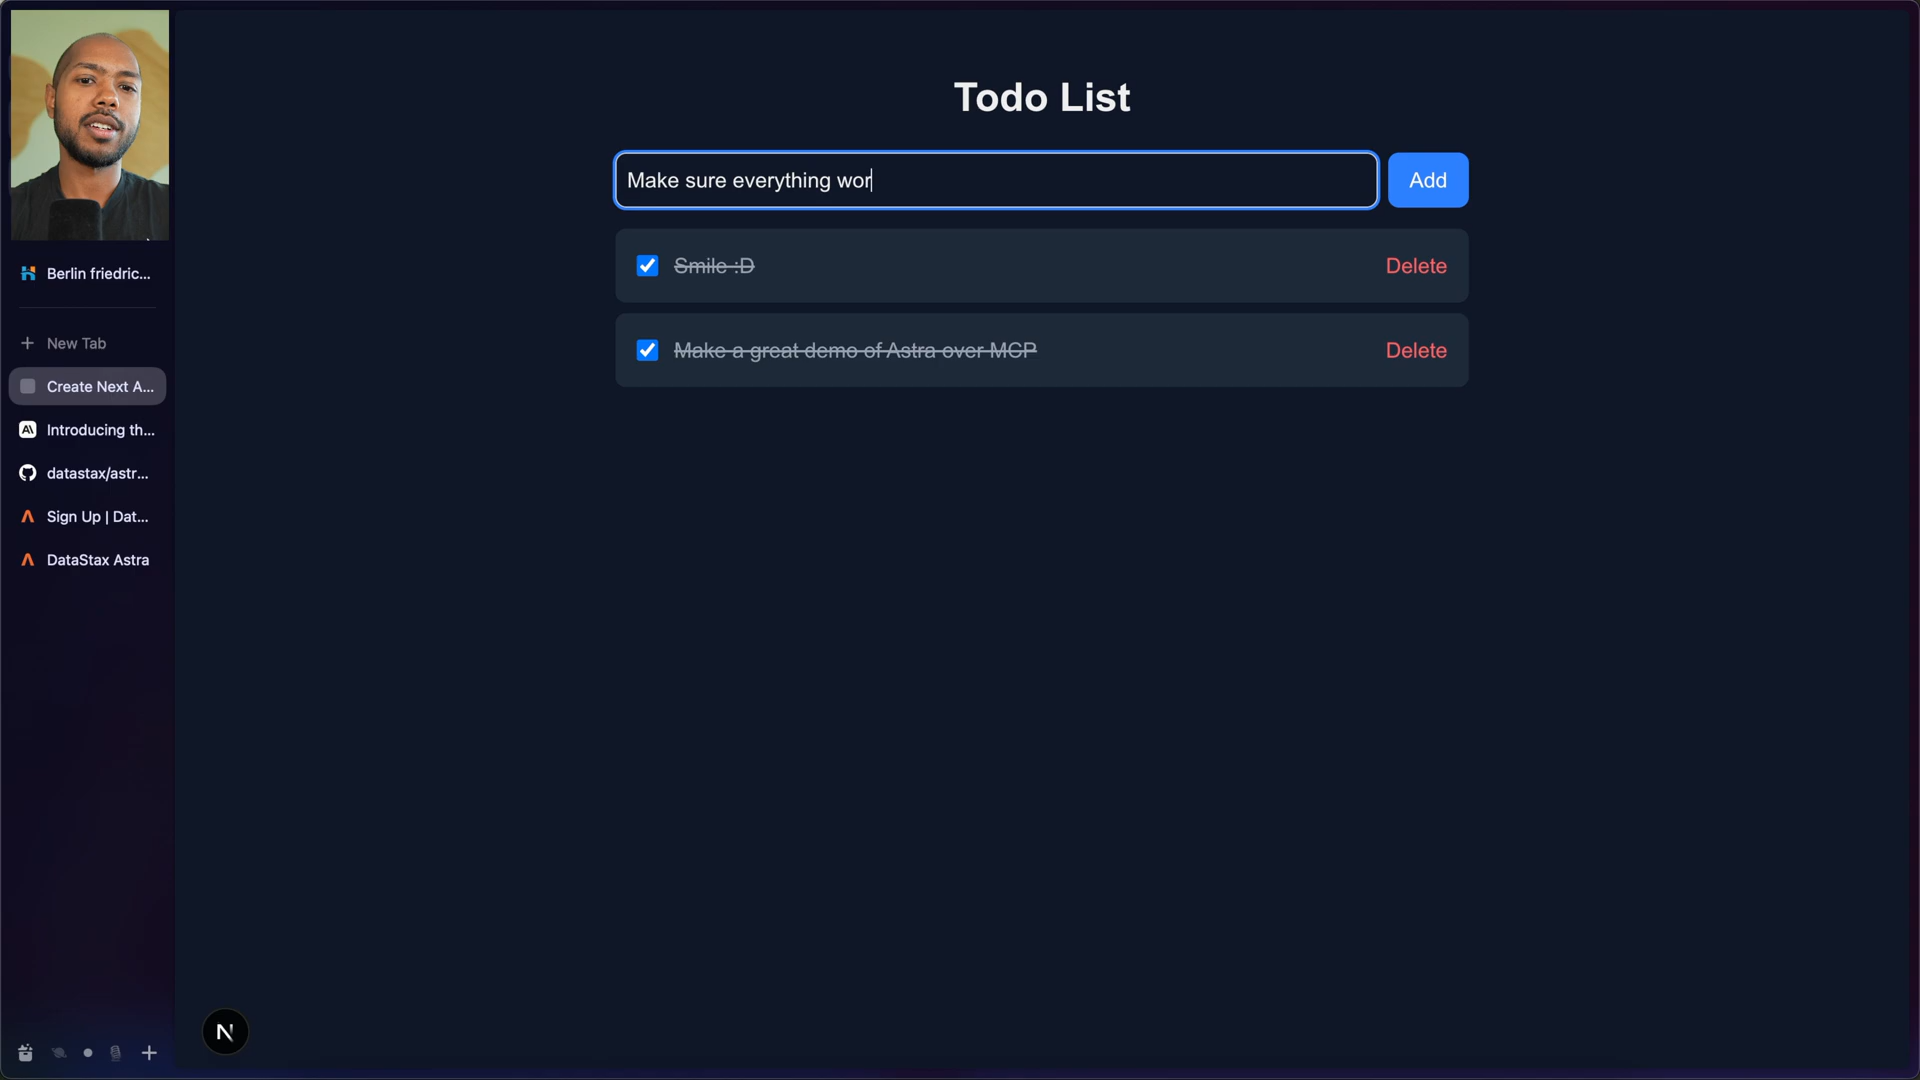 Todo List
Make sure everything wor
Add
Smile :D
Delete
Make a great demo of Astra over MCP
Delete
Berlin friedric...
New Tab
Create Next A...
Introducing th...
datastax/astr...
Sign Up | Dat...
DataStax Astra
N